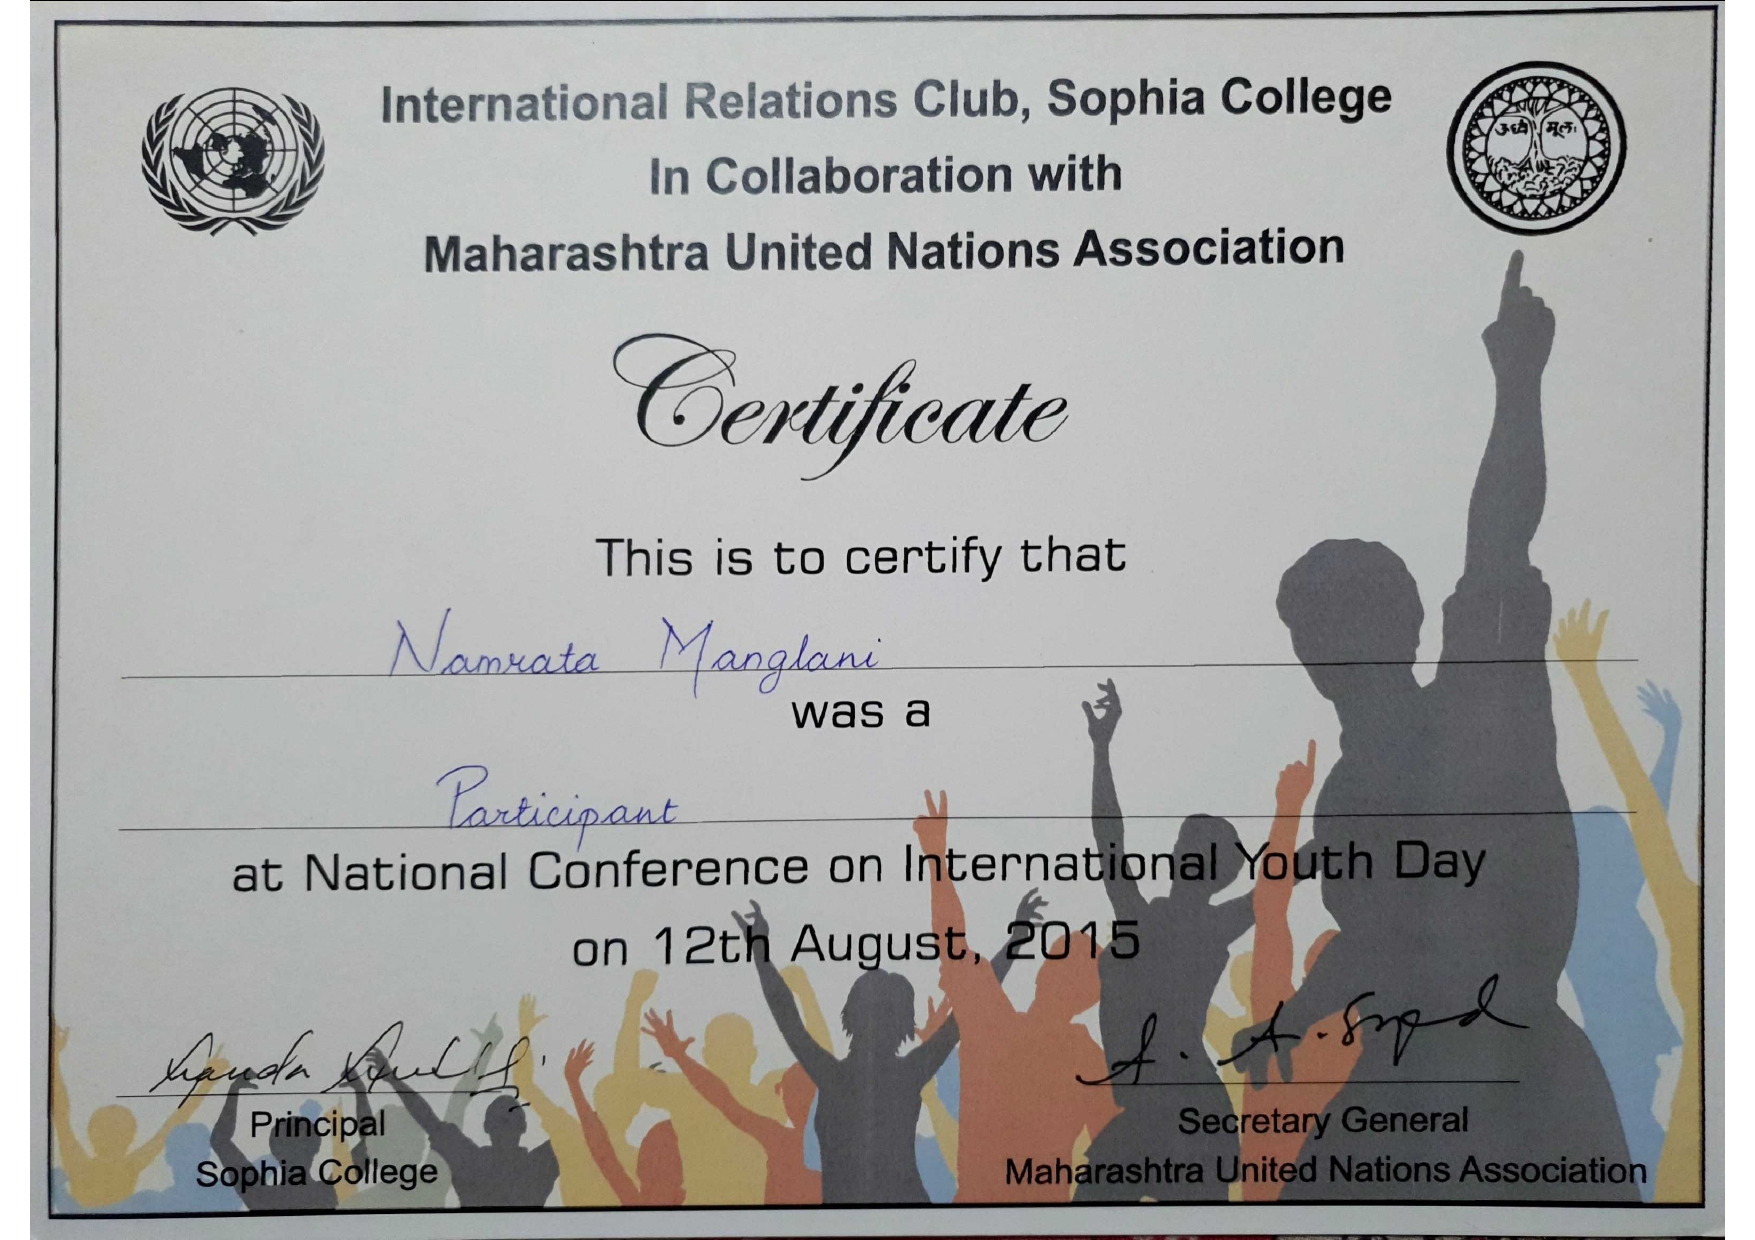 International Relations Club, Sophia College
In Collaboration with
Maharashtra United Nations Association
ऊर्ध्व मूलः
Certificate
This is to certify that
Namrata Manglani
was a
Participant
at National Conference on International Youth Day
on 12th August, 2015
A. A. Syed
Principal
Sophia College
Secretary General
Maharashtra United Nations Association